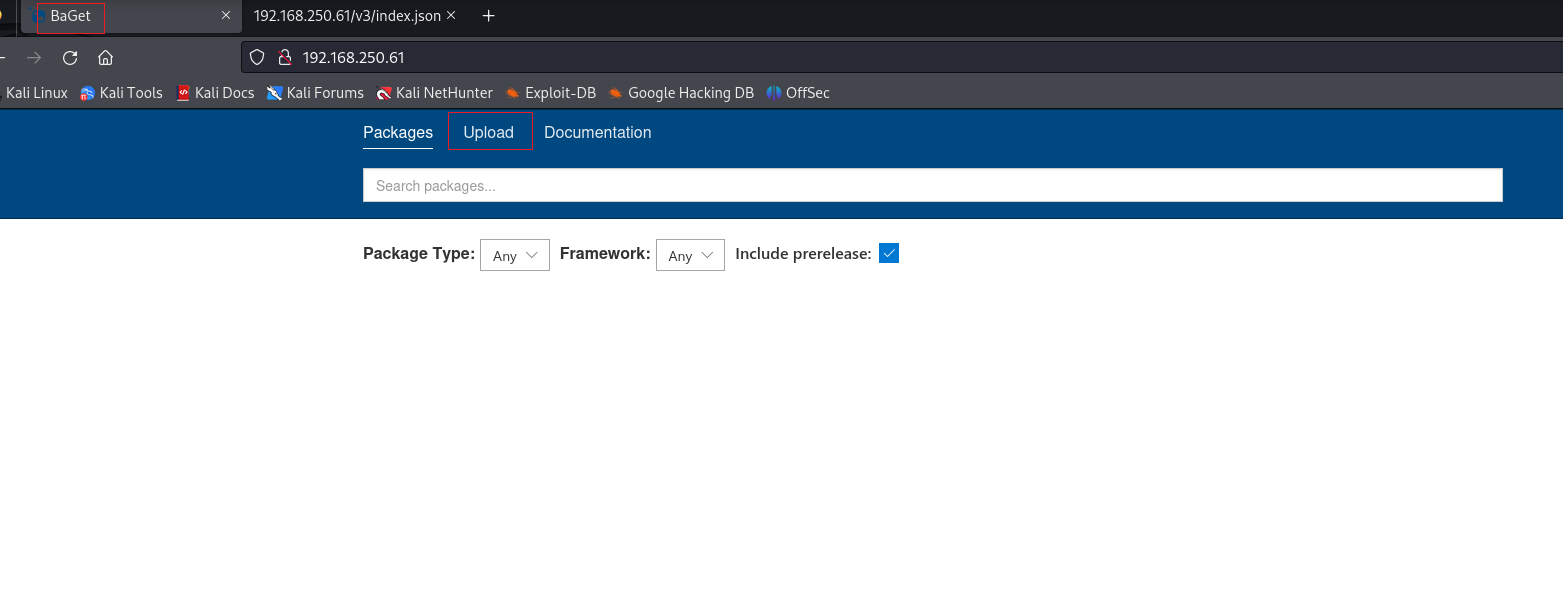 BaGet 192.168.250.61/v3/index.json
192.168.250.61
Kali Linux Kali Tools Kali Docs Kali Forums Kali NetHunter Exploit-DB Google Hacking DB OffSec
Packages Upload Documentation
Search packages...
Package Type: Any Framework: Any Include prerelease: